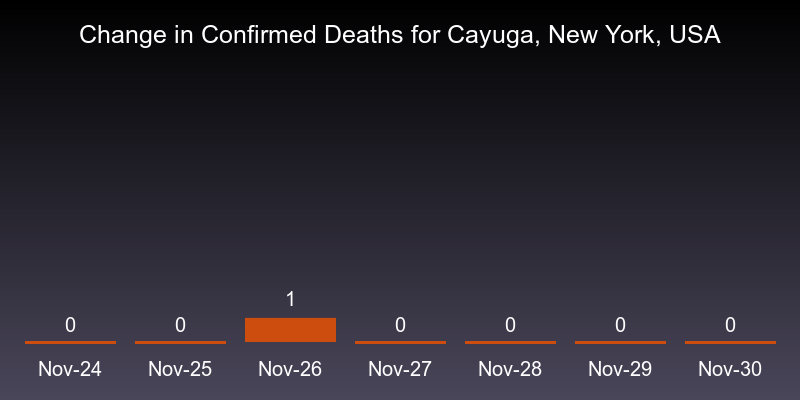 Change in Confirmed Deaths for Cayuga, New York, USA
1
0 0 0 0 0 0
Nov-24 Nov-25 Nov-26 Nov-27 Nov-28 Nov-29 Nov-30